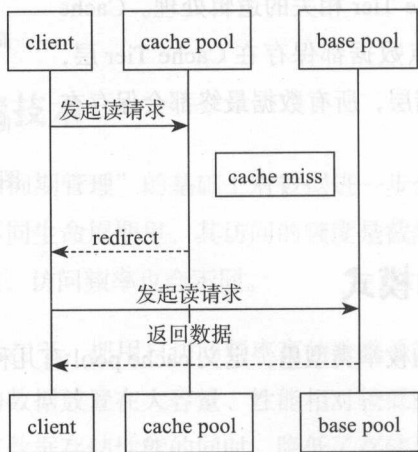 client
cache pool
base pool
发起读请求
cache miss
redirect
发起读请求
返回数据
client
cache pool
base pool